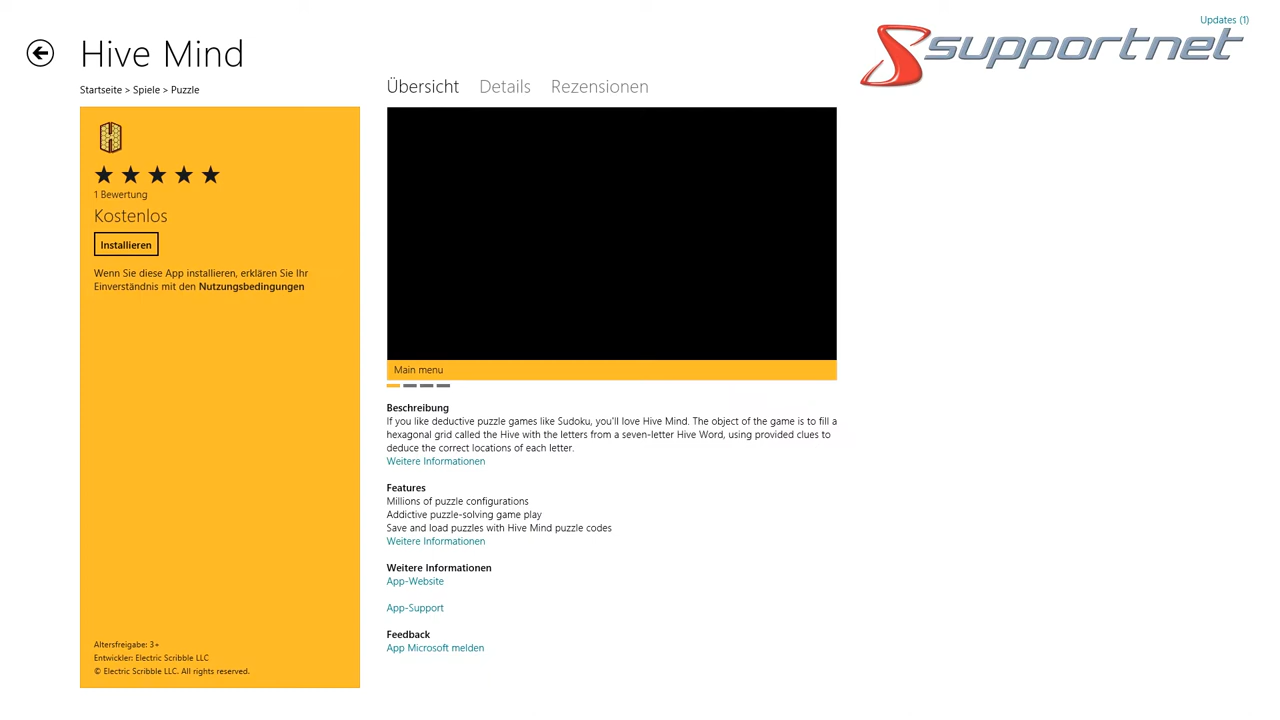 Updates (1)
supportnet
Hive Mind
Startseite > Spiele > Puzzle
Übersicht Details Rezensionen
1 Bewertung
Kostenlos
Installieren
Wenn Sie diese App installieren, erklären Sie Ihr
Einverständnis mit den Nutzungsbedingungen
Altersfreigabe: 3+
Entwickler: Electric Scribble LLC
© Electric Scribble LLC. All rights reserved.
Main menu
Beschreibung
If you like deductive puzzle games like Sudoku, you'll love Hive Mind. The object of the game is to fill a
hexagonal grid called the Hive with the letters from a seven-letter Hive Word, using provided clues to
deduce the correct locations of each letter.
Weitere Informationen
Features
Millions of puzzle configurations
Addictive puzzle-solving game play
Save and load puzzles with Hive Mind puzzle codes
Weitere Informationen
Weitere Informationen
App-Website
App-Support
Feedback
App Microsoft melden